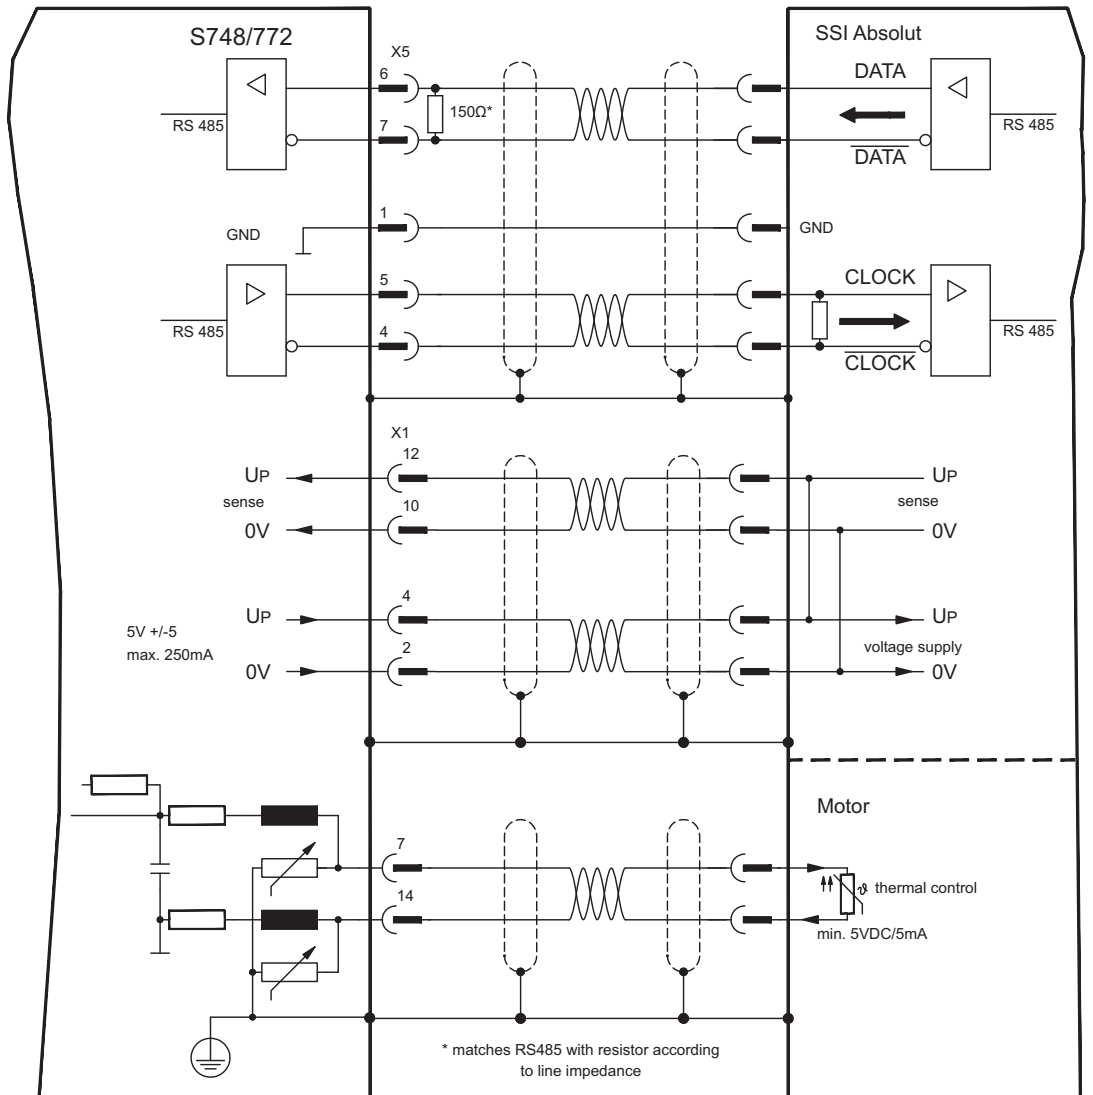 S748/772
SSI Absolut
X5
6
DATA
150Ω*
RS 485
7
RS 485
DATA
1
GND
GND
5
CLOCK
RS 485
4
RS 485
CLOCK
X1
12
UP
UP
sense
sense
10
0V
0V
4
UP
UP
5V +/-5
max. 250mA
voltage supply
2
0V
0V
Motor
7
ϑ thermal control
14
min. 5VDC/5mA
* matches RS485 with resistor according
to line impedance